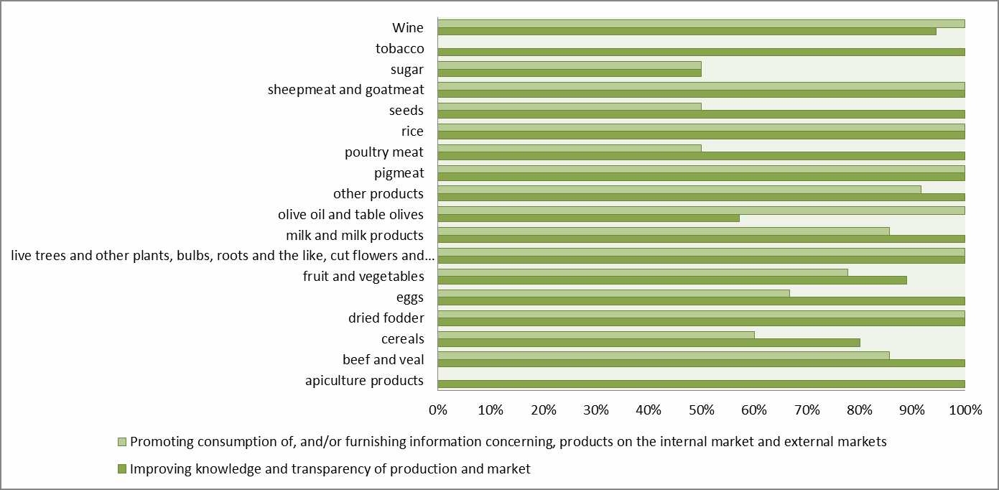 Wine
tobacco
sugar
sheepmeat and goatmeat
seeds
rice
poultry meat
pigmeat
other products
olive oil and table olives
milk and milk products
live trees and other plants, bulbs, roots and the like, cut flowers and...
fruit and vegetables
eggs
dried fodder
cereals
beef and veal
apiculture products
0% 10% 20% 30% 40% 50% 60% 70% 80% 90% 100%
Promoting consumption of, and/or furnishing information concerning, products on the internal market and external markets
Improving knowledge and transparency of production and market